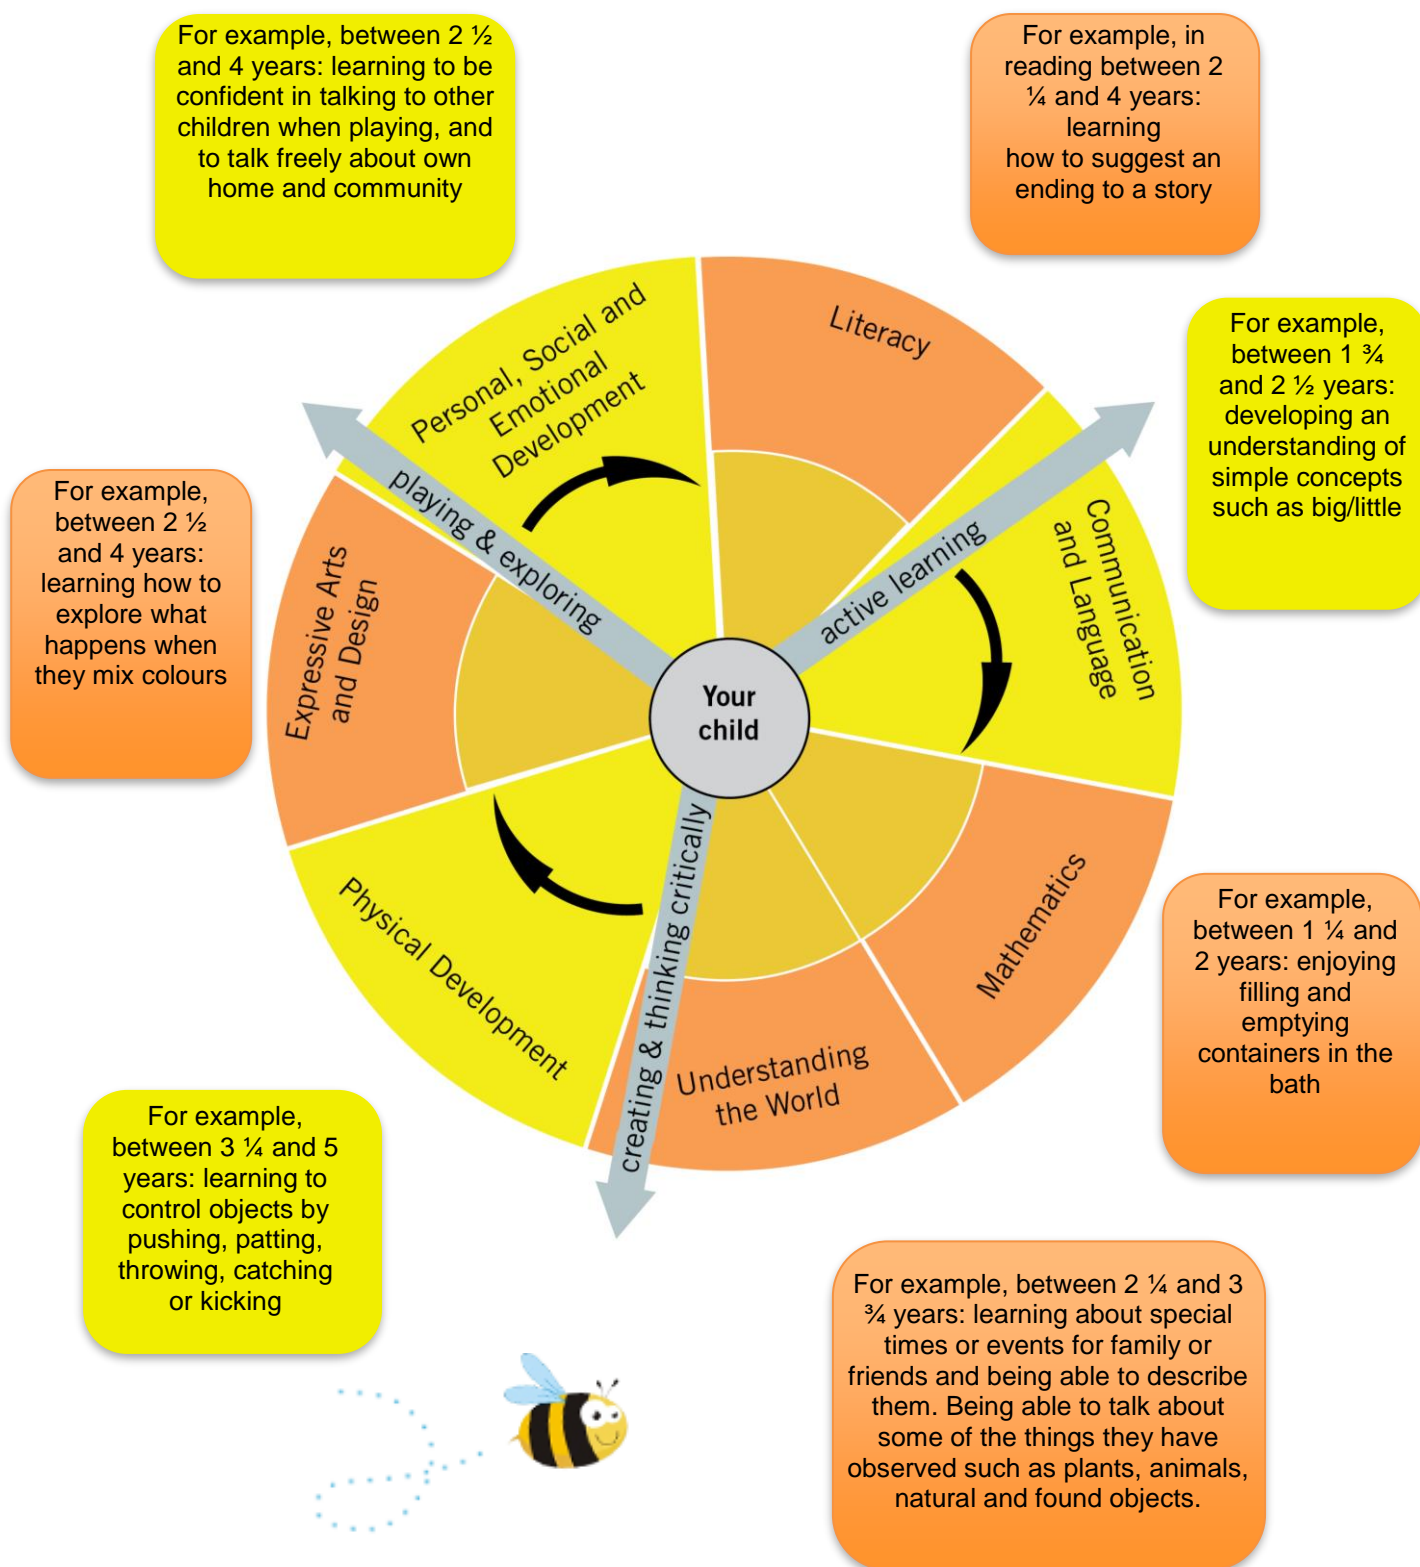 For example, between 2 ½
and 4 years: learning to be
confident in talking to other
children when playing, and
to talk freely about own
home and community
For example, in
reading between 2
¼ and 4 years:
learning
how to suggest an
ending to a story
For example,
between 1 ¾
and 2 ½ years:
developing an
understanding of
simple concepts
such as big/little
For example,
between 2 ½
and 4 years:
learning how to
explore what
happens when
they mix colours
Personal, Social and
Emotional
Development
Literacy
Communication
and Language
playing & exploring
active learning
Expressive Arts
and Design
Your
child
Mathematics
Physical Development
creating & thinking critically
Understanding
the World
For example,
between 1 ¼ and
2 years: enjoying
filling and
emptying
containers in the
bath
For example,
between 3 ¼ and 5
years: learning to
control objects by
pushing, patting,
throwing, catching
or kicking
For example, between 2 ¼ and 3
¾ years: learning about special
times or events for family or
friends and being able to describe
them. Being able to talk about
some of the things they have
observed such as plants, animals,
natural and found objects.